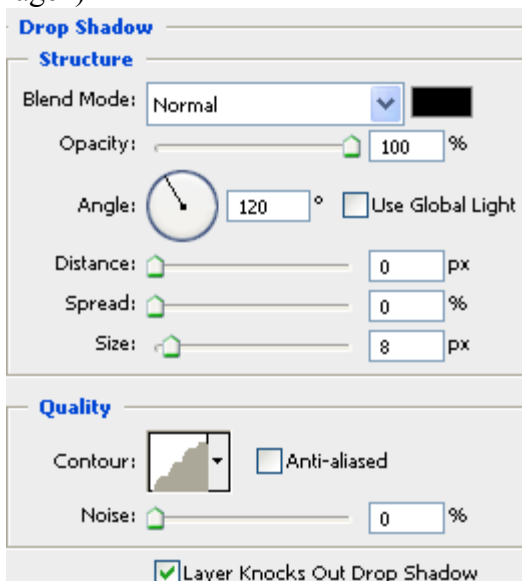 Drop Shadow
Structure
Blend Mode: Normal
Opacity: 100 %
Angle: 120 ° Use Global Light
Distance: 0 px
Spread: 0 %
Size: 8 px
Quality
Contour: Anti-aliased
Noise: 0 %
Layer Knocks Out Drop Shadow